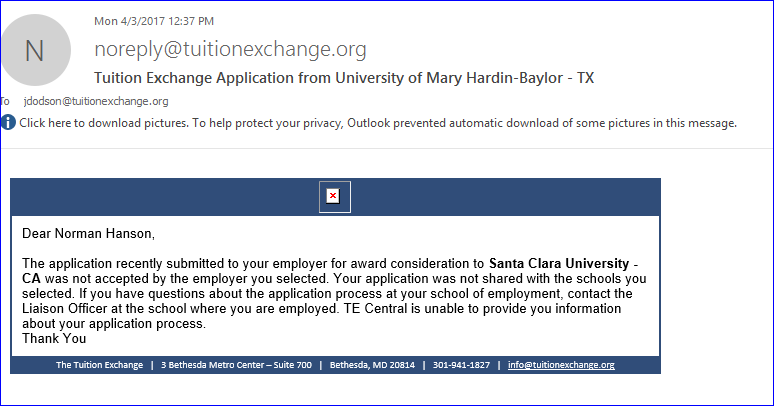 Mon 4/3/2017 12:37 PM
N
noreply@tuitionexchange.org
Tuition Exchange Application from University of Mary Hardin-Baylor - TX
To jdodson@tuitionexchange.org
Click here to download pictures. To help protect your privacy, Outlook prevented automatic download of some pictures in this message.
Dear Norman Hanson,
The application recently submitted to your employer for award consideration to Santa Clara University -
CA was not accepted by the employer you selected. Your application was not shared with the schools you
selected. If you have questions about the application process at your school of employment, contact the
Liaison Officer at the school where you are employed. TE Central is unable to provide you information
about your application process.
Thank You
The Tuition Exchange | 3 Bethesda Metro Center – Suite 700 | Bethesda, MD 20814 | 301-941-1827 | info@tuitionexchange.org